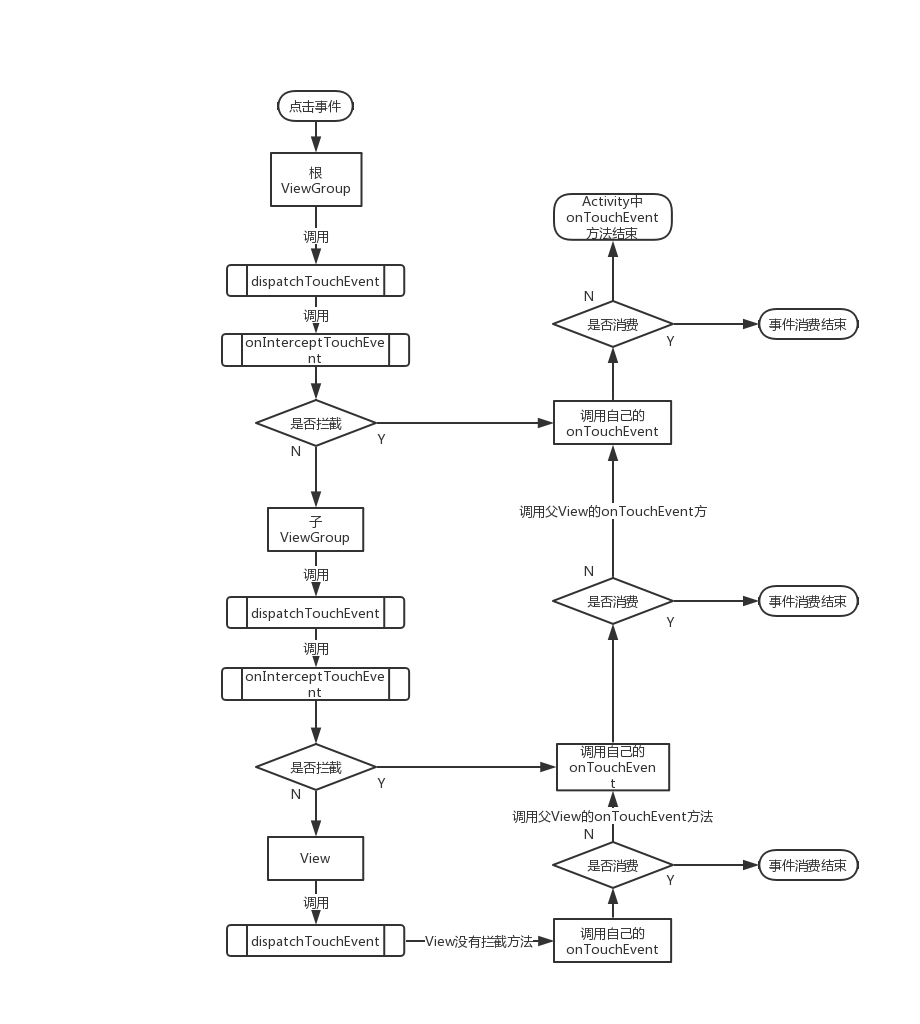 点击事件
根
ViewGroup
调用
dispatchTouchEvent
调用
onInterceptTouchEve
nt
是否拦截
Y
N
子
ViewGroup
调用
dispatchTouchEvent
调用
onInterceptTouchEve
nt
是否拦截
Y
N
View
调用
dispatchTouchEvent
View没有拦截方法
调用自己的
onTouchEvent
是否消费
Y
事件消费结束
N
调用父View的onTouchEvent方法
调用自己的
onTouchEven
t
是否消费
Y
事件消费结束
N
调用父View的onTouchEvent方
调用自己的
onTouchEvent
是否消费
Y
事件消费结束
N
Activity中
onTouchEvent
方法结束